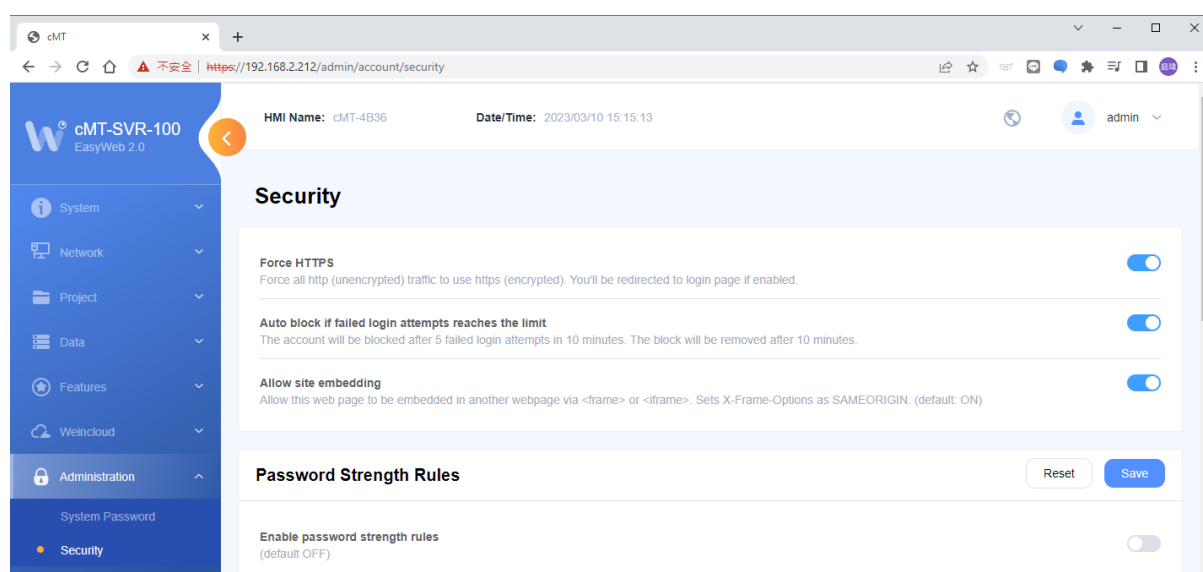 cMT
不安全 | https://192.168.2.212/admin/account/security
cMT-SVR-100
EasyWeb 2.0
HMI Name: cMT-4B36 Date/Time: 2023/03/10 15:15:13
admin
System
Network
Project
Data
Features
Weincloud
Administration
System Password
Security
Security
Force HTTPS
Force all http (unencrypted) traffic to use https (encrypted). You'll be redirected to login page if enabled.
Auto block if failed login attempts reaches the limit
The account will be blocked after 5 failed login attempts in 10 minutes. The block will be removed after 10 minutes.
Allow site embedding
Allow this web page to be embedded in another webpage via <frame> or <iframe>. Sets X-Frame-Options as SAMEORIGIN. (default: ON)
Password Strength Rules
Reset Save
Enable password strength rules
(default OFF)